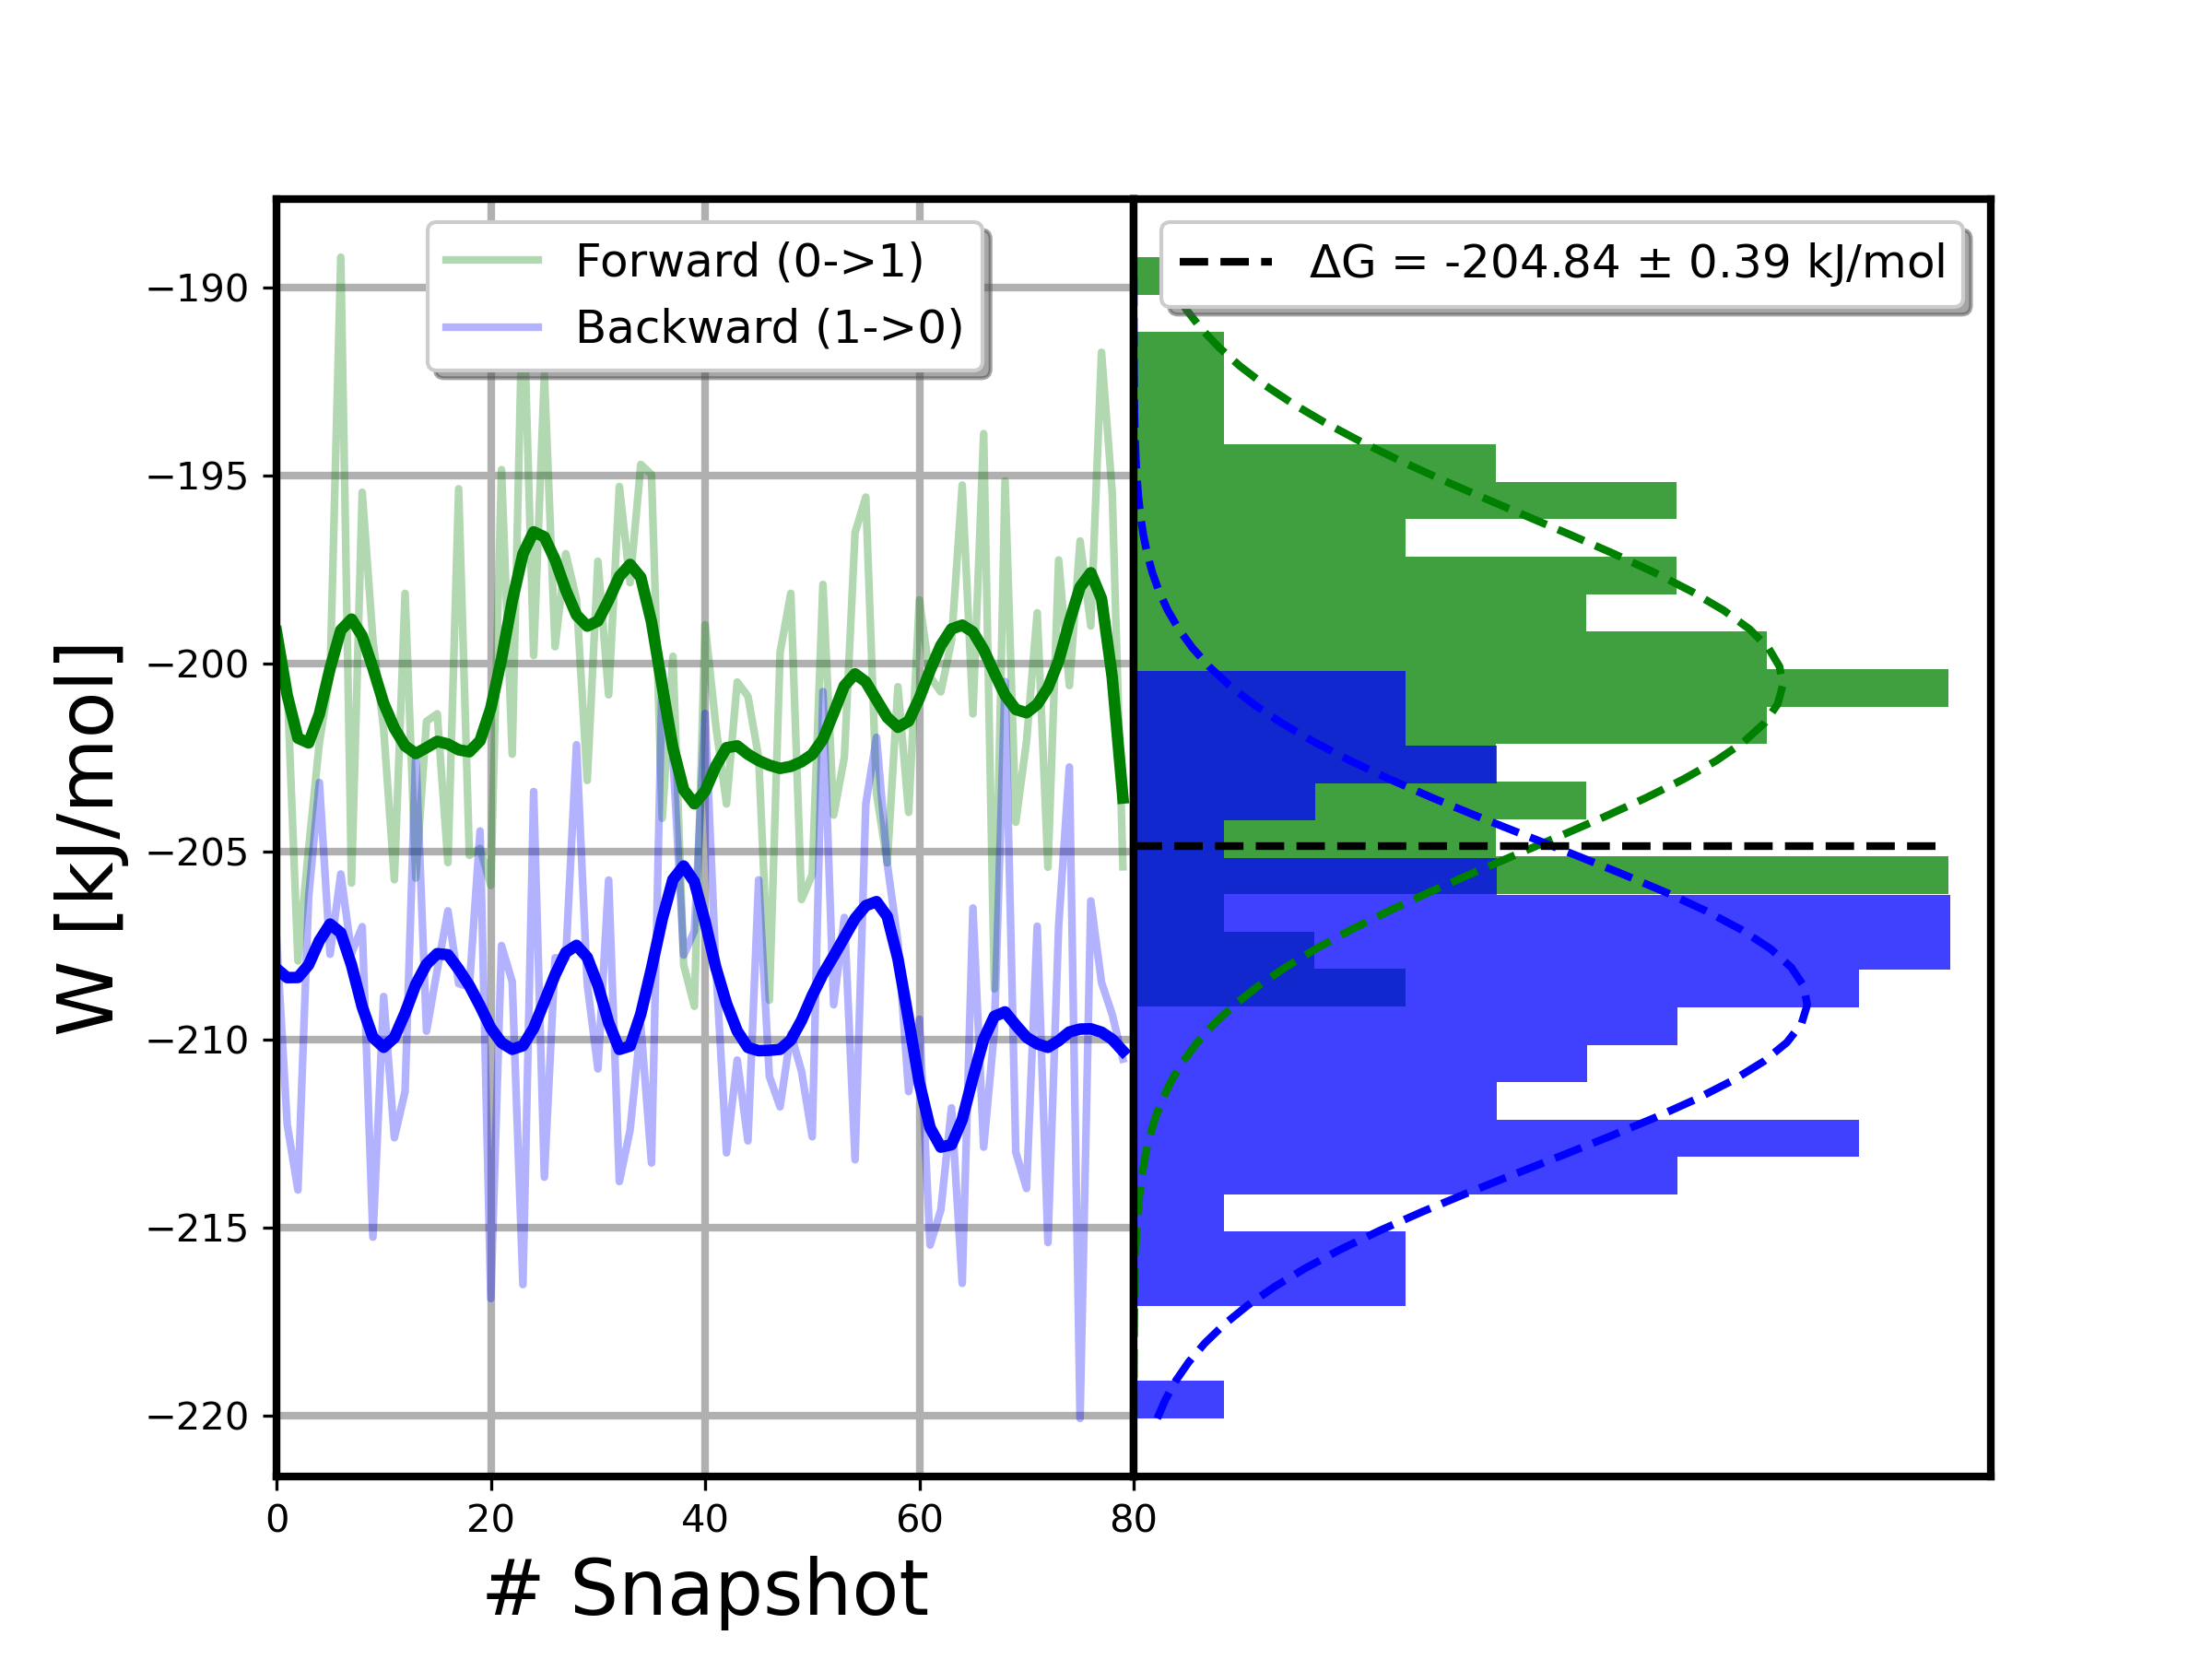 Forward (0->1)
Backward (1->0)
ΔG = -204.84 ± 0.39 kJ/mol
W [kJ/mol]
−190
−195
−200
−205
−210
−215
−220
0 20 40 60 80
# Snapshot